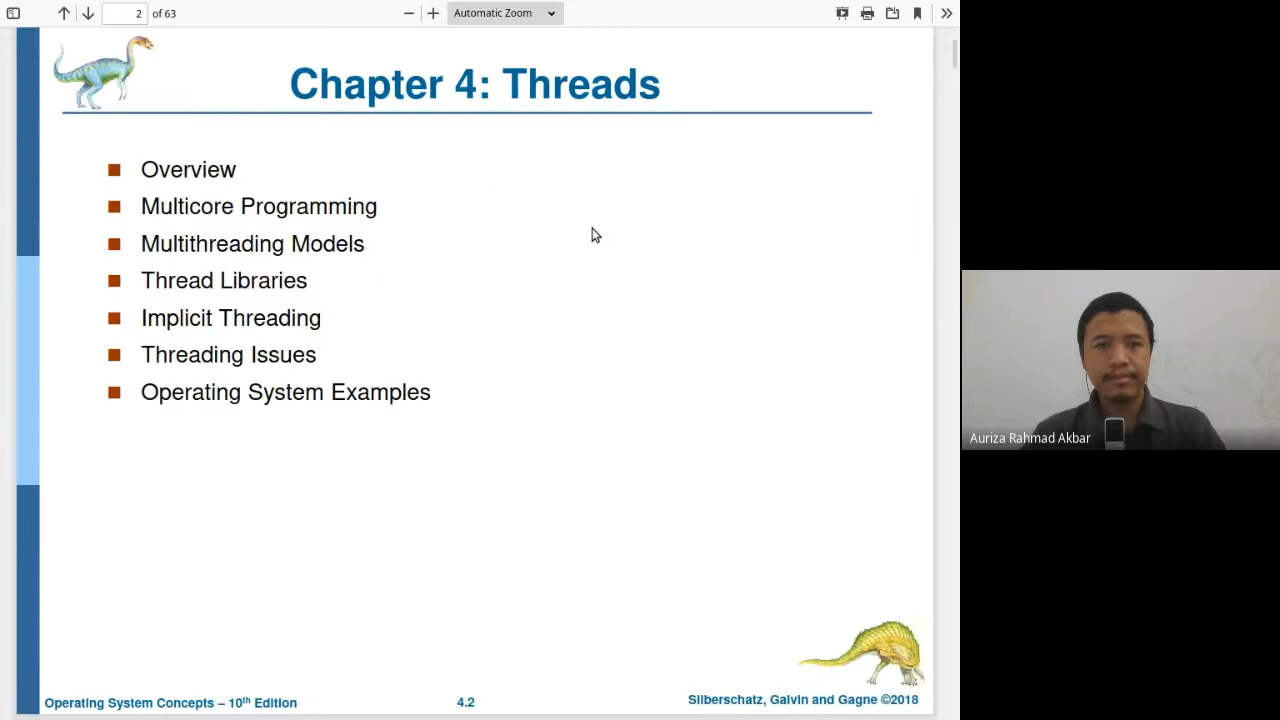 2 of 63
Automatic Zoom
Chapter 4: Threads
Overview
Multicore Programming
Multithreading Models
Thread Libraries
Implicit Threading
Threading Issues
Operating System Examples
Operating System Concepts – 10th Edition
4.2
Silberschatz, Galvin and Gagne ©2018
Auriza Rahmad Akbar